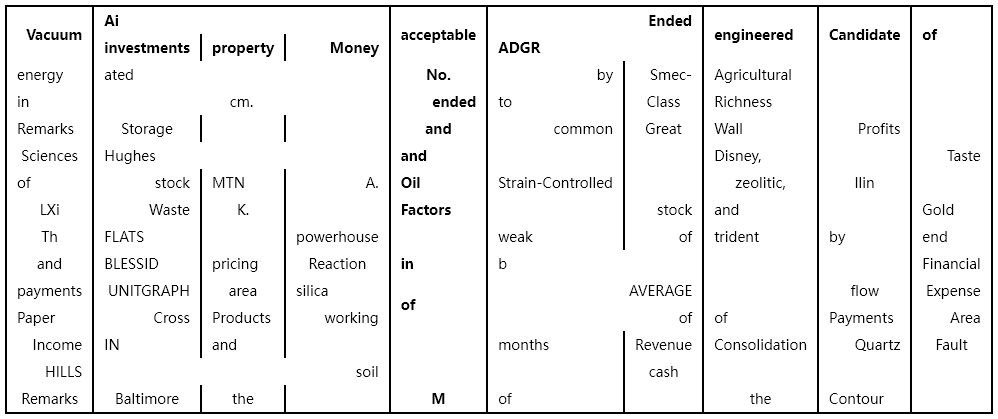 Vacuum Ai investments property Money acceptable Ended ADGR engineered Candidate of
energy ated No. by Smec- Agricultural
in cm. ended to Class Richness
Remarks Storage and common Great Wall Profits
Sciences Hughes and Disney, Taste
of stock MTN A. Oil Strain-Controlled zeolitic, Ilin
LXi Waste K. Factors stock and Gold
Th FLATS powerhouse weak of trident by end
and BLESSID pricing Reaction in b Financial
payments UNITGRAPH area silica of AVERAGE flow Expense
Paper Cross Products working of of Payments Area
Income IN and months Revenue Consolidation Quartz Fault
HILLS soil cash
Remarks Baltimore the M of the Contour